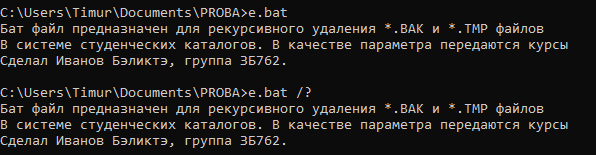 C:\Users\Timur\Documents\PROBA>e.bat
Бат файл предназначен для рекурсивного удаления *.BAK и *.TMP файлов
В системе студенческих каталогов. В качестве параметра передаются курсы
Сделал Иванов Бэликтэ, группа ЗБ762.
C:\Users\Timur\Documents\PROBA>e.bat /?
Бат файл предназначен для рекурсивного удаления *.BAK и *.TMP файлов
В системе студенческих каталогов. В качестве параметра передаются курсы
Сделал Иванов Бэликтэ, группа ЗБ762.